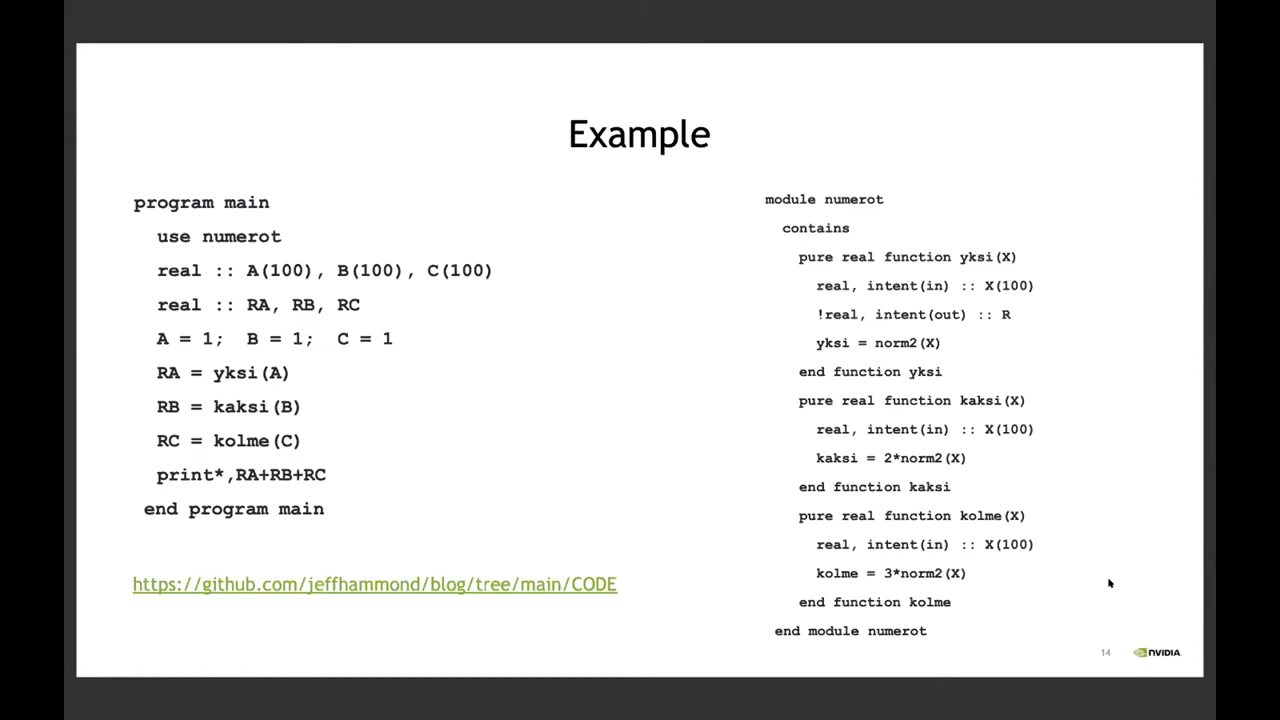 Example
program main
use numerot
real :: A(100), B(100), C(100)
real :: RA, RB, RC
A = 1;  B = 1;  C = 1
RA = yksi(A)
RB = kaksi(B)
RC = kolme(C)
print*,RA+RB+RC
end program main
https://github.com/jeffhammond/blog/tree/main/CODE
module numerot
contains
pure real function yksi(X)
real, intent(in) :: X(100)
!real, intent(out) :: R
yksi = norm2(X)
end function yksi
pure real function kaksi(X)
real, intent(in) :: X(100)
kaksi = 2*norm2(X)
end function kaksi
pure real function kolme(X)
real, intent(in) :: X(100)
kolme = 3*norm2(X)
end function kolme
end module numerot
14
NVIDIA.